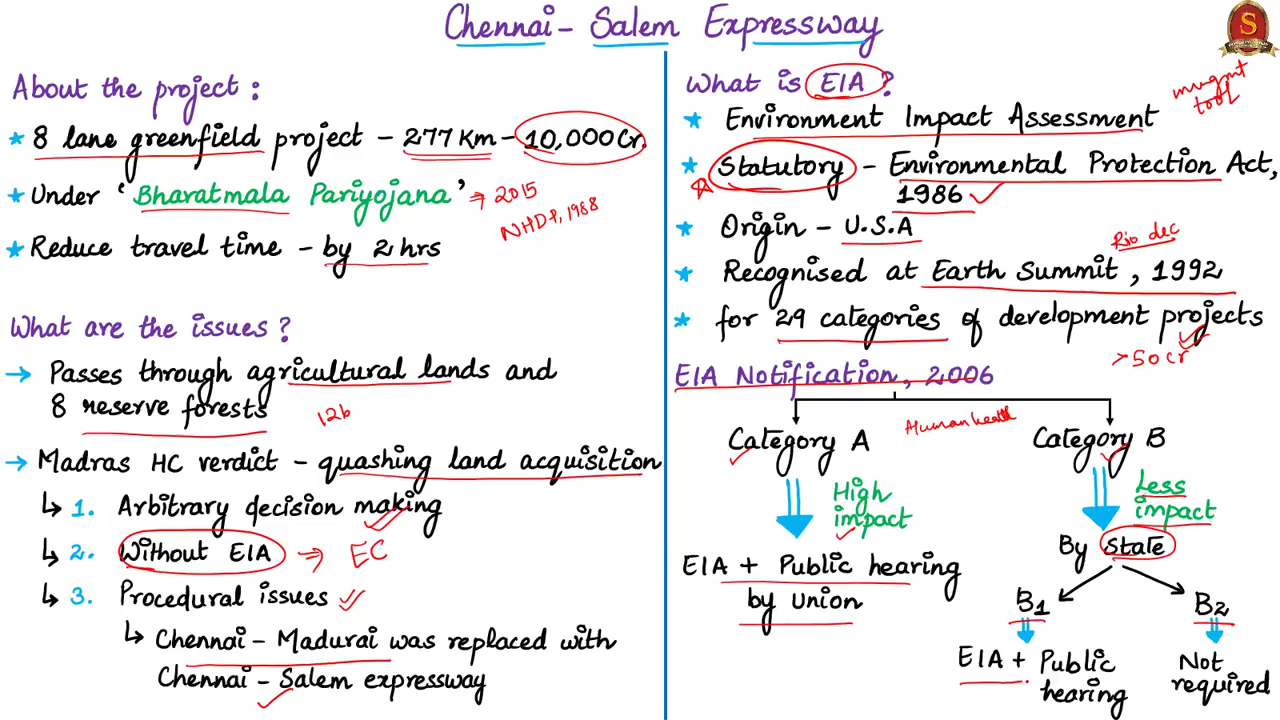 Chennai - Salem Expressway
S
About the project :
* 8 lane greenfield project - 277 Km - 10,000 Cr.
* Under 'Bharatmala Pariyojana' ⇒ 2015
NHDP, 1988
* Reduce travel time - by 2 hrs
What are the issues ?
→ Passes through agricultural lands and
8 reserve forests
12b
→ Madras HC verdict - quashing land acquisition
↳ 1. Arbitrary decision making
↳ 2. Without EIA ⇒ EC
↳ 3. Procedural issues
↳ Chennai - Madurai was replaced with
Chennai - Salem expressway
What is EIA ?
mungmt
tool
* Environment Impact Assessment
* Statutory - Environmental Protection Act,
1986
* Origin - U.S.A
Rio dec
* Recognised at Earth Summit, 1992
* for 29 categories of development projects
>50 cr
EIA Notification, 2006
Human health
Category A
Category B
High
impact
Less
impact
EIA + Public hearing
by Union
By State
B1
B2
EIA + Public
hearing
Not
required